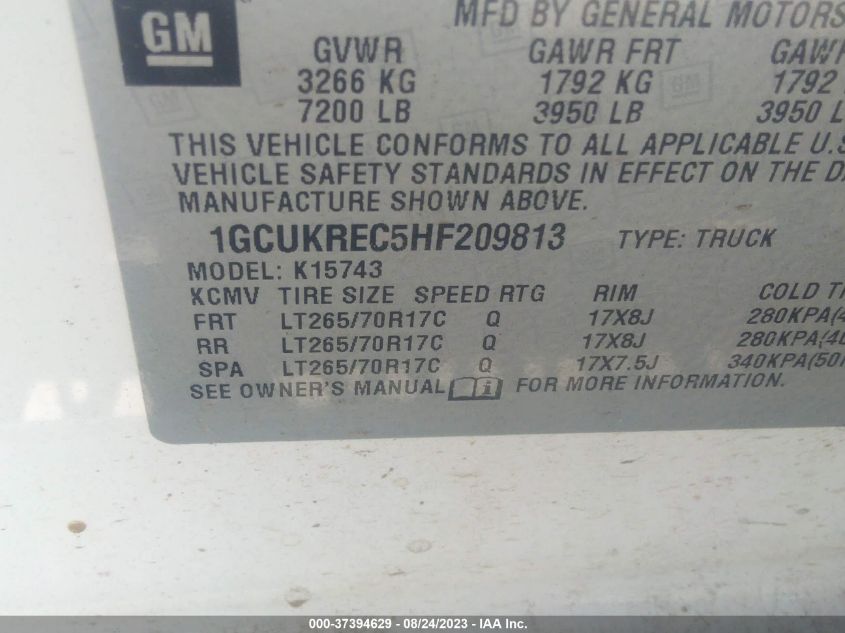 GM
MFD BY GENERAL MOTORS
GVWR GAWR FRT
3266 KG 1792 KG 1792
7200 LB 3950 LB 3950
THIS VEHICLE CONFORMS TO ALL APPLICABLE U.S
VEHICLE SAFETY STANDARDS IN EFFECT ON THE
MANUFACTURE SHOWN ABOVE.
1GCUKREC5HF209813 TYPE: TRUCK
MODEL: K15743
KCMV TIRE SIZE SPEED RTG RIM COLD
FRT LT265/70R17C Q 17X8J 280KPA(4
RR LT265/70R17C Q 17X8J 280KPA(40
SPA LT265/70R17C Q 17X7.5J 340KPA(50
SEE OWNER'S MANUAL i FOR MORE INFORMATION.
000-37394629 - 08/24/2023 - IAA Inc.